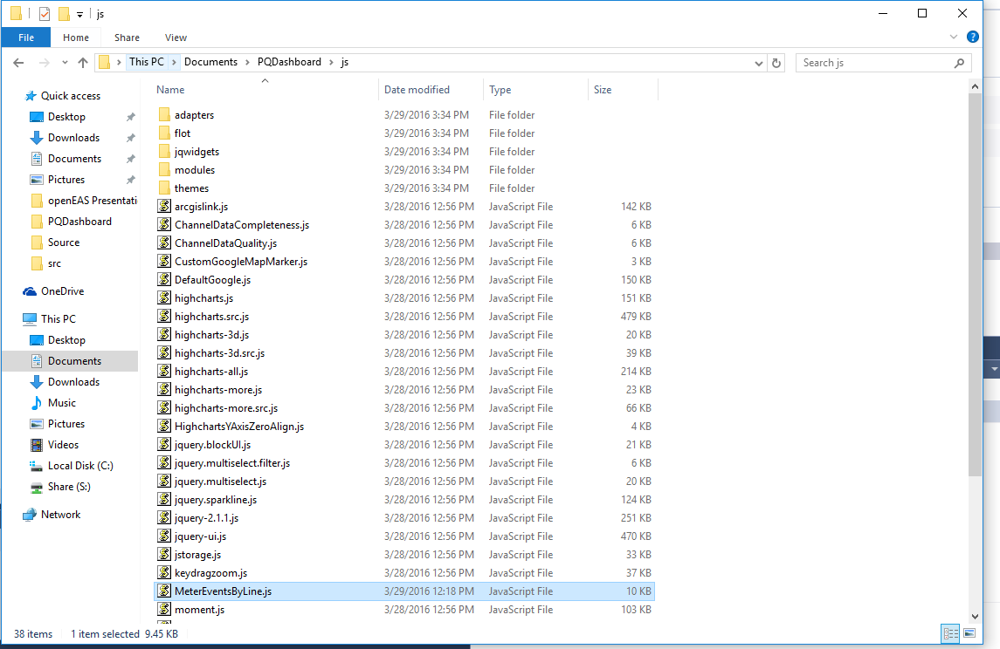 js
File Home Share View
This PC Documents PQDashboard js Search js
Name Date modified Type Size
Quick access
Desktop
Downloads
Documents
Pictures
openEAS Presentati
PQDashboard
Source
src
OneDrive
This PC
Desktop
Documents
Downloads
Music
Pictures
Videos
Local Disk (C:)
Share (S:)
Network
adapters 3/29/2016 3:34 PM File folder
flot 3/29/2016 3:34 PM File folder
jqwidgets 3/29/2016 3:34 PM File folder
modules 3/29/2016 3:34 PM File folder
themes 3/29/2016 3:34 PM File folder
arcgislink.js 3/28/2016 12:56 PM JavaScript File 142 KB
ChannelDataCompleteness.js 3/28/2016 12:56 PM JavaScript File 6 KB
ChannelDataQuality.js 3/28/2016 12:56 PM JavaScript File 6 KB
CustomGoogleMapMarker.js 3/28/2016 12:56 PM JavaScript File 3 KB
DefaultGoogle.js 3/28/2016 12:56 PM JavaScript File 150 KB
highcharts.js 3/28/2016 12:56 PM JavaScript File 151 KB
highcharts.src.js 3/28/2016 12:56 PM JavaScript File 479 KB
highcharts-3d.js 3/28/2016 12:56 PM JavaScript File 20 KB
highcharts-3d.src.js 3/28/2016 12:56 PM JavaScript File 39 KB
highcharts-all.js 3/28/2016 12:56 PM JavaScript File 214 KB
highcharts-more.js 3/28/2016 12:56 PM JavaScript File 23 KB
highcharts-more.src.js 3/28/2016 12:56 PM JavaScript File 66 KB
HighchartsYAxisZeroAlign.js 3/28/2016 12:56 PM JavaScript File 4 KB
jquery.blockUI.js 3/28/2016 12:56 PM JavaScript File 21 KB
jquery.multiselect.filter.js 3/28/2016 12:56 PM JavaScript File 6 KB
jquery.multiselect.js 3/28/2016 12:56 PM JavaScript File 20 KB
jquery.sparkline.js 3/28/2016 12:56 PM JavaScript File 124 KB
jquery-2.1.1.js 3/28/2016 12:56 PM JavaScript File 251 KB
jquery-ui.js 3/28/2016 12:56 PM JavaScript File 470 KB
jstorage.js 3/28/2016 12:56 PM JavaScript File 33 KB
keydragzoom.js 3/28/2016 12:56 PM JavaScript File 37 KB
MeterEventsByLine.js 3/29/2016 12:18 PM JavaScript File 10 KB
moment.js 3/28/2016 12:56 PM JavaScript File 103 KB
38 items 1 item selected 9.45 KB